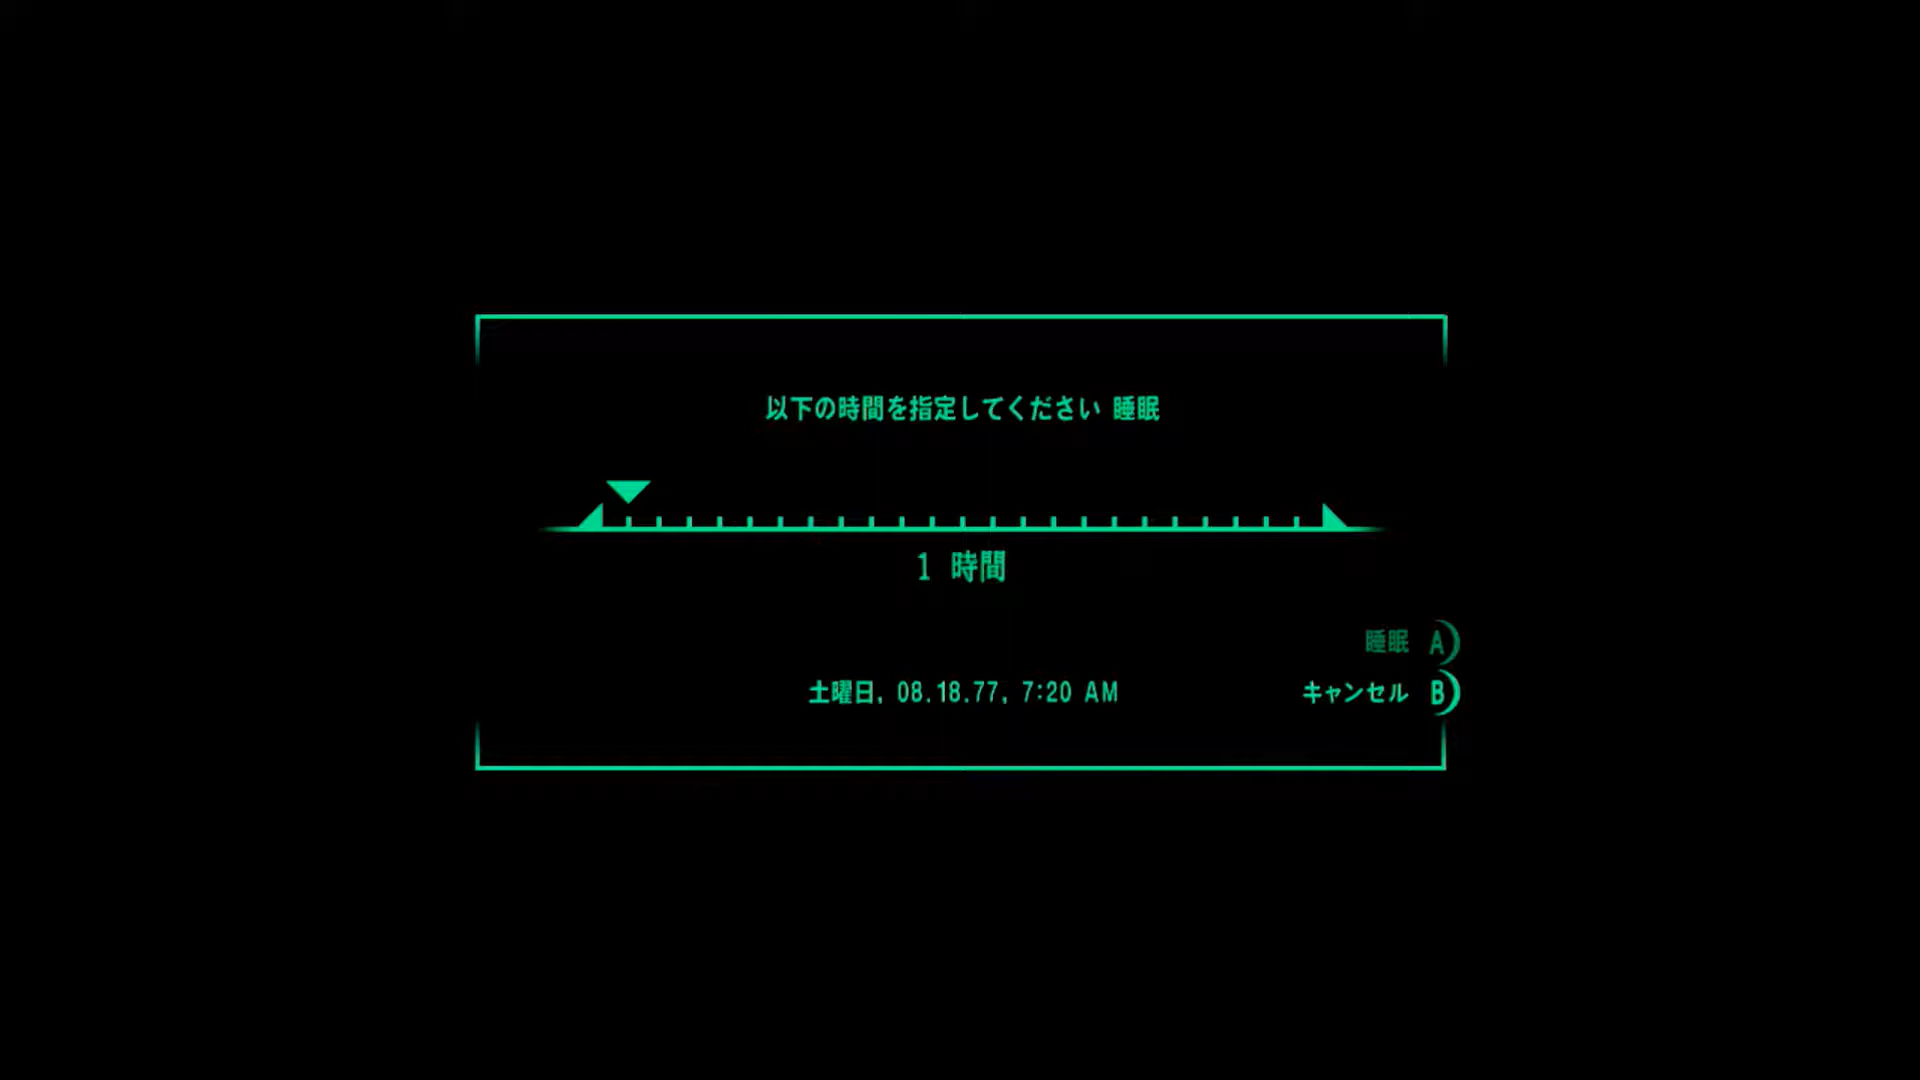 以下の時間を指定してください 睡眠
1 時間
睡眠 A)
土曜日, 08.18.77, 7:20 AM
キャンセル B)